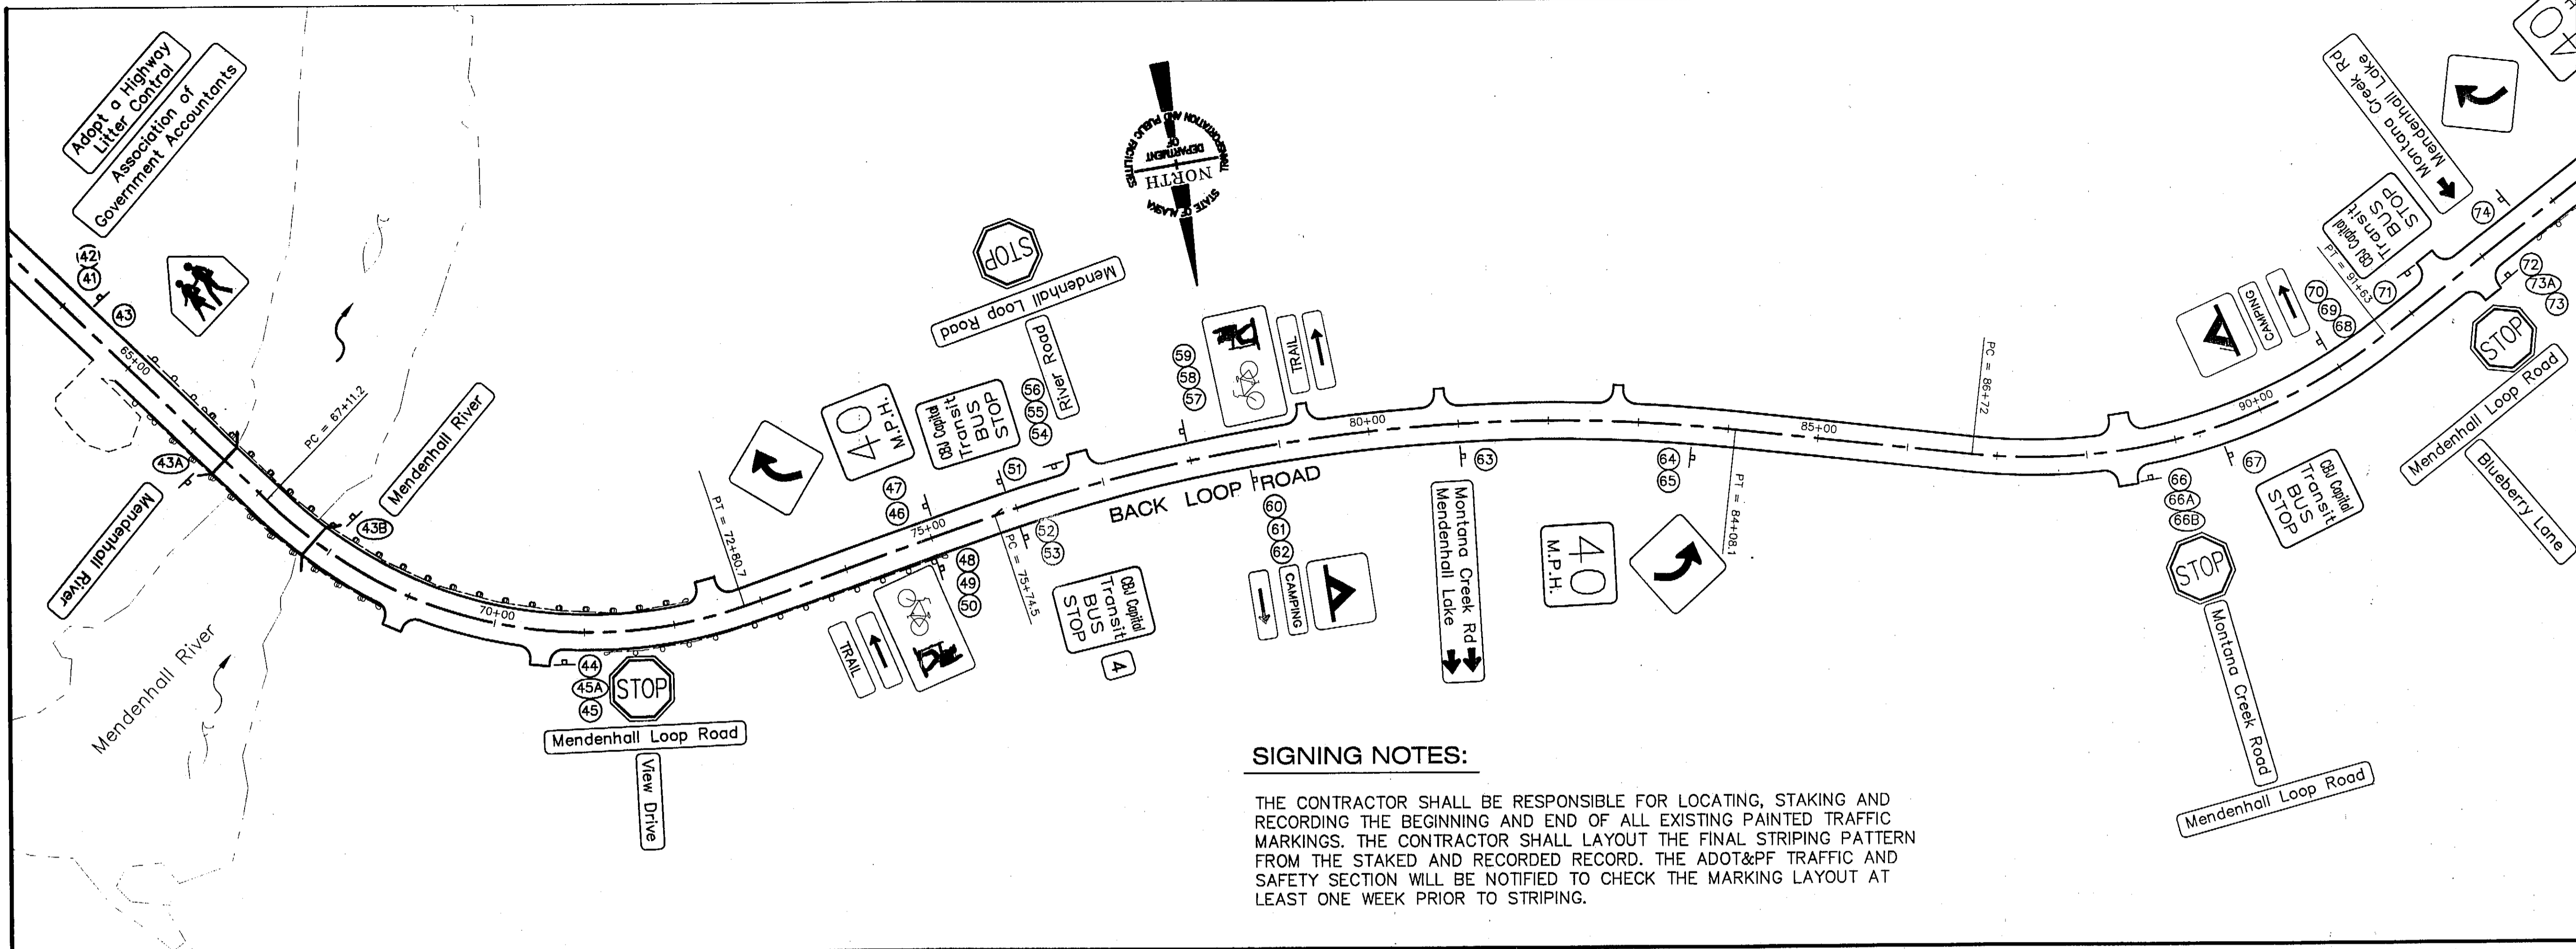 Adopt a Highway
Litter Control
Association of
Government Accountants
42
41
43
65+00
PC = 67+11.2
43A
Mendenhall River
43B
Mendenhall River
Mendenhall River
70+00
44
45A
45
STOP
Mendenhall Loop Road
View Drive
PT = 72+80.7
40
M.P.H.
47
46
75+00
CBJ Capital
Transit
BUS
STOP
48
49
50
TRAIL
51
STOP
Mendenhall Loop Road
River Road
56
55
54
PC = 75+74.5
52
53
CBJ Capital
Transit
BUS
STOP
4
STATE OF ALASKA
DEPARTMENT
OF
TRANSPORTATION AND PUBLIC FACILITIES
NORTH
59
58
57
TRAIL
BACK LOOP ROAD
60
61
62
CAMPING
80+00
63
Montana Creek Rd
Mendenhall Lake
64
65
40
M.P.H.
PT = 84+08.1
85+00
PC = 86+72
66
66A
66B
STOP
Montana Creek Road
Mendenhall Loop Road
67
CBJ Capital
Transit
BUS
STOP
90+00
CAMPING
70
69
68
PT = 91+63
71
CBJ Capital
Transit
BUS
STOP
Montana Creek Rd
Mendenhall Lake
74
40
72
73A
73
STOP
Mendenhall Loop Road
Blueberry Lane
SIGNING NOTES:
THE CONTRACTOR SHALL BE RESPONSIBLE FOR LOCATING, STAKING AND
RECORDING THE BEGINNING AND END OF ALL EXISTING PAINTED TRAFFIC
MARKINGS. THE CONTRACTOR SHALL LAYOUT THE FINAL STRIPING PATTERN
FROM THE STAKED AND RECORDED RECORD. THE ADOT&PF TRAFFIC AND
SAFETY SECTION WILL BE NOTIFIED TO CHECK THE MARKING LAYOUT AT
LEAST ONE WEEK PRIOR TO STRIPING.